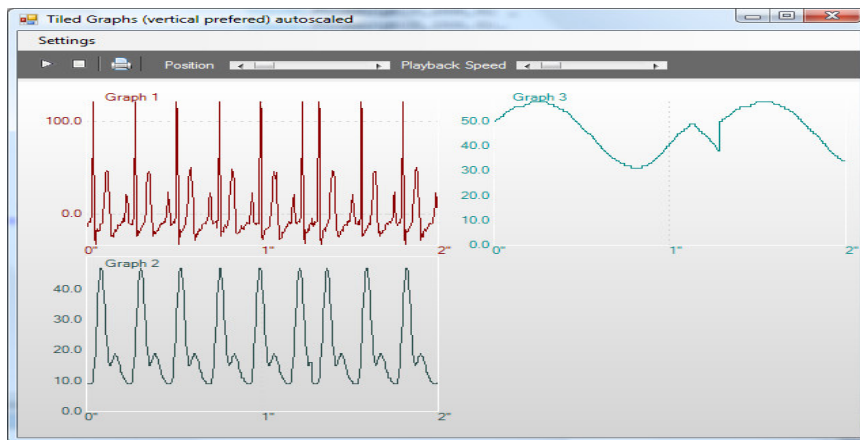 Tiled Graphs (vertical prefered) autoscaled
Settings
Position Playback Speed
Graph 1
100.0
0.0
0" 1" 2"
Graph 3
50.0
40.0
30.0
20.0
10.0
0.0
0" 1" 2"
Graph 2
40.0
30.0
20.0
10.0
0.0
0" 1" 2"